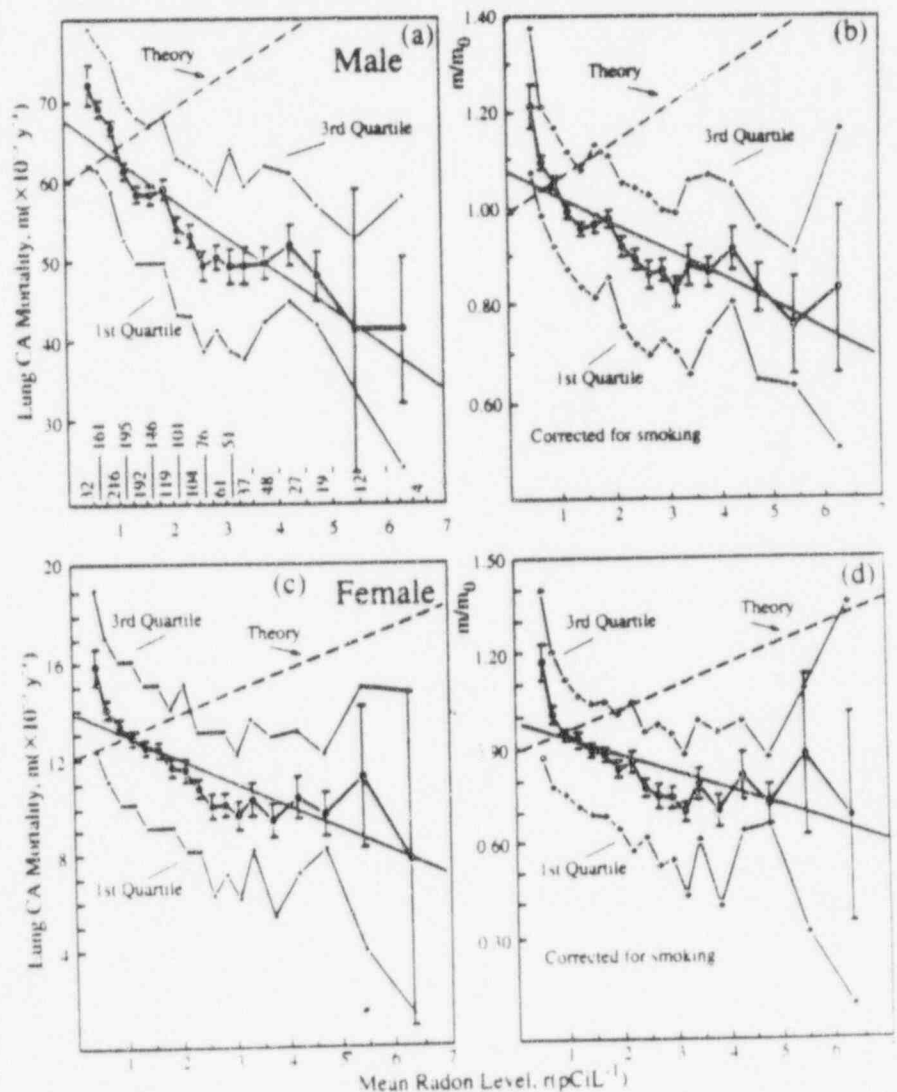 (a)
Male
Theory
3rd Quartile
1st Quartile
Lung CA Mortality, m(×10 y⁻¹)
70
60
50
40
30
32
161
216
195
192
146
119
101
104
76
61
51
37
48
27
19
12
4
1
2
3
4
5
6
7
(b)
m/m₀
1.40
1.20
1.00
0.80
0.60
Theory
3rd Quartile
1st Quartile
Corrected for smoking
1
2
3
4
5
6
7
(c)
Female
3rd Quartile
Theory
1st Quartile
Lung CA Mortality, m(×10 y⁻¹)
20
16
12
8
4
1
2
3
4
5
6
7
(d)
m/m₀
1.50
1.20
0.90
0.60
0.30
3rd Quartile
Theory
1st Quartile
Corrected for smoking
1
2
3
4
5
6
7
Mean Radon Level, r(pCiL⁻¹)